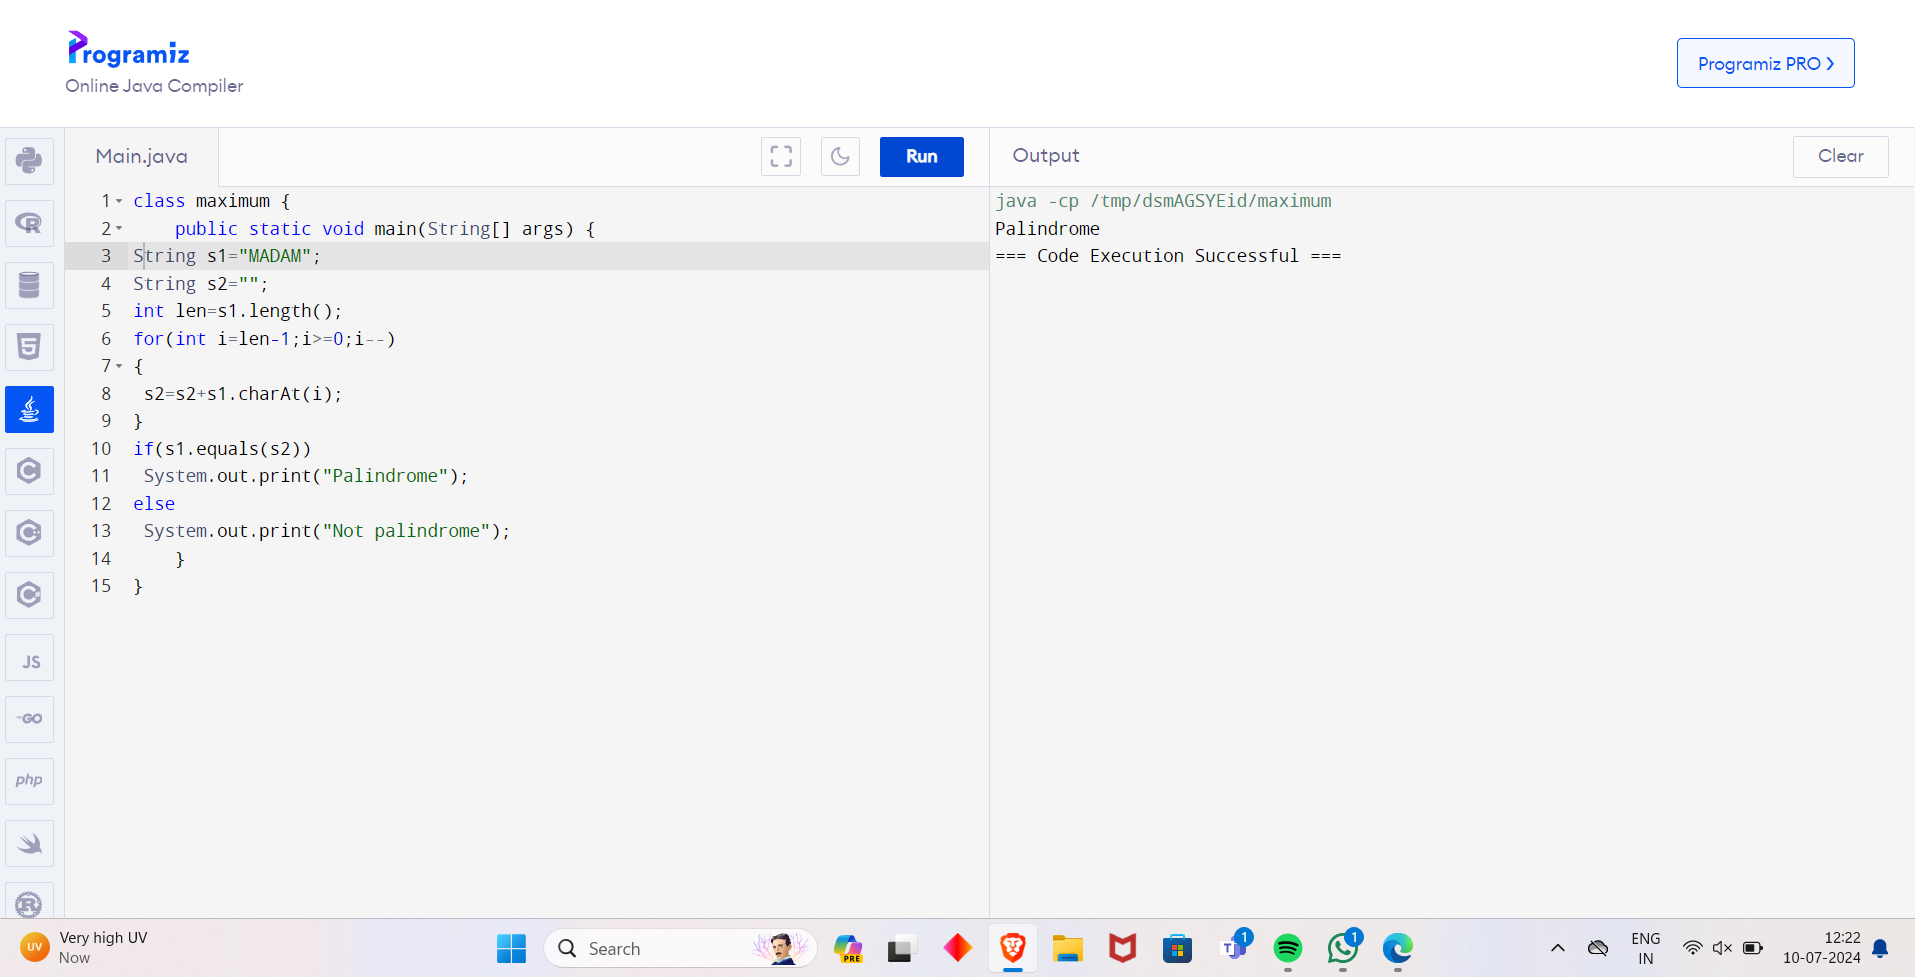 Programiz
Online Java Compiler
Programiz PRO >
Main.java
Run
Output
Clear
1 class maximum {
2     public static void main(String[] args) {
3 String s1="MADAM";
4 String s2="";
5 int len=s1.length();
6 for(int i=len-1;i>=0;i--)
7 {
8  s2=s2+s1.charAt(i);
9 }
10 if(s1.equals(s2))
11  System.out.print("Palindrome");
12 else
13  System.out.print("Not palindrome");
14     }
15 }
java -cp /tmp/dsmAGSYEid/maximum
Palindrome
=== Code Execution Successful ===
R
5
C
C++
C#
JS
GO
php
R
UV
Very high UV
Now
Search
PRE
T
1
1
ENG
IN
12:22
10-07-2024